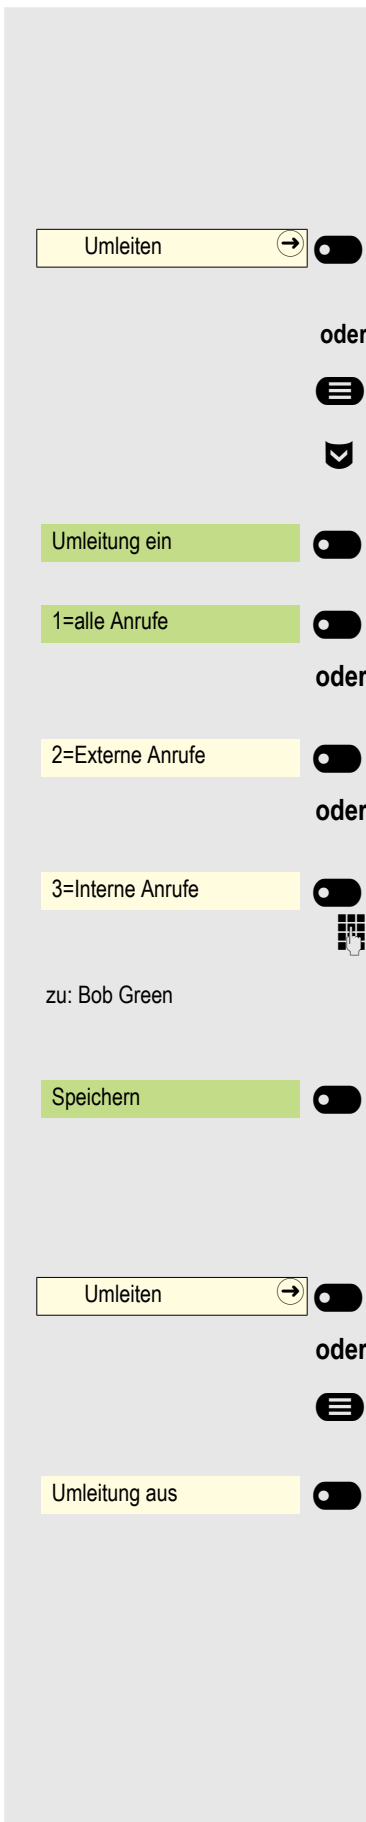 Umleiten
oder
Umleitung ein
1=alle Anrufe
oder
2=Externe Anrufe
oder
3=Interne Anrufe
zu: Bob Green
Speichern
Umleiten
oder
Umleitung aus